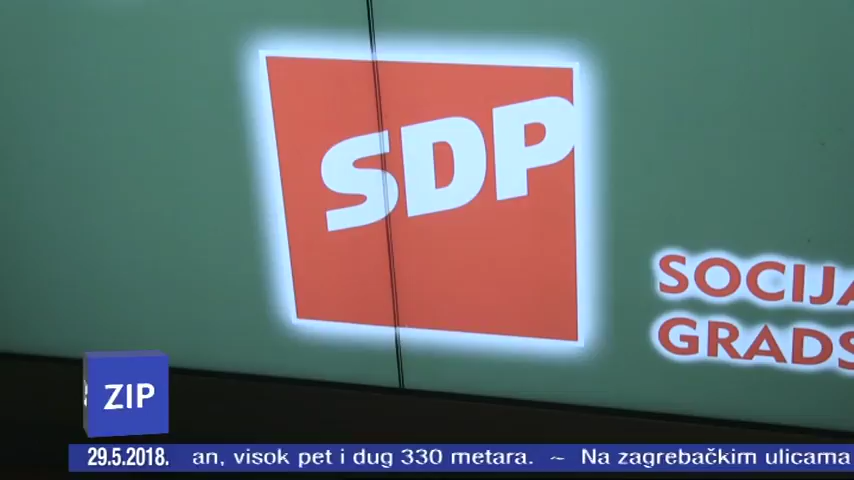 SDP
SOCIJA
GRADS
ZIP
29.5.2018. an, visok pet i dug 330 metara. ~ Na zagrebačkim ulicama